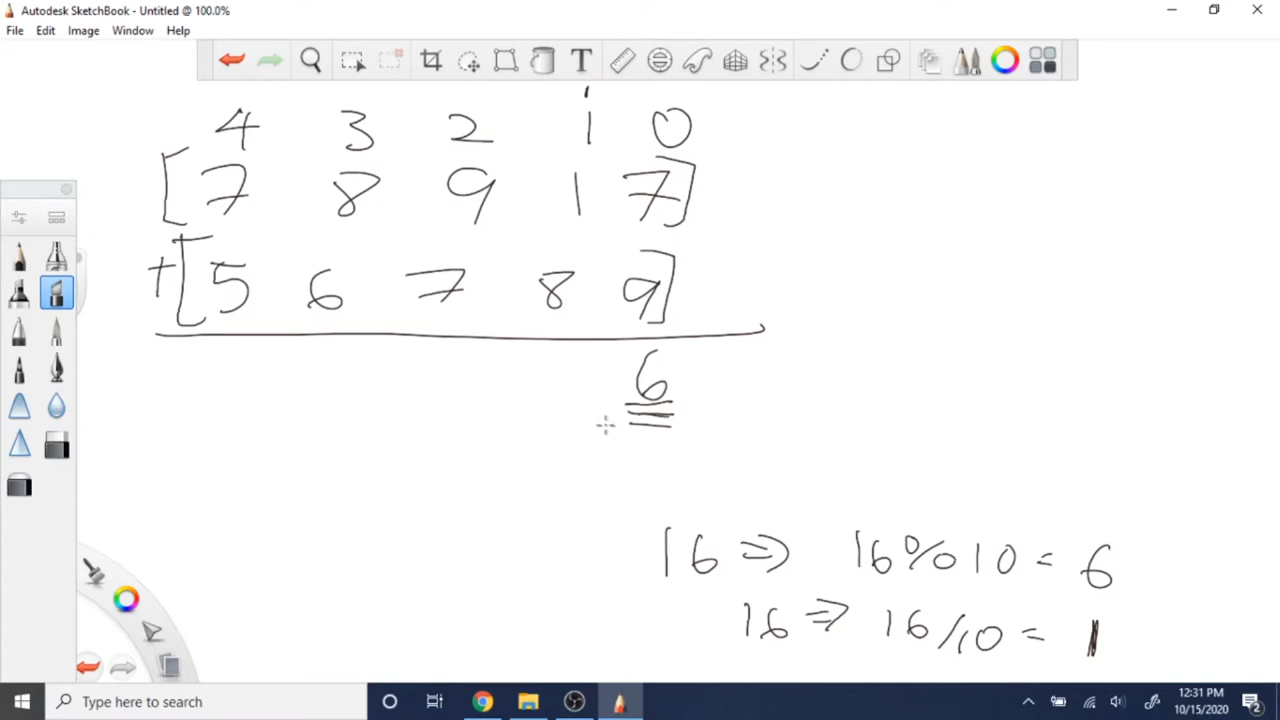 Autodesk SketchBook - Untitled @ 100.0%
File Edit Image Window Help
4 3 2 1 0
[7 8 9 1 7]
+[5 6 7 8 9]
6
16 => 16%10 = 6
16 => 16/10 = 1
Type here to search
12:31 PM
10/15/2020
2